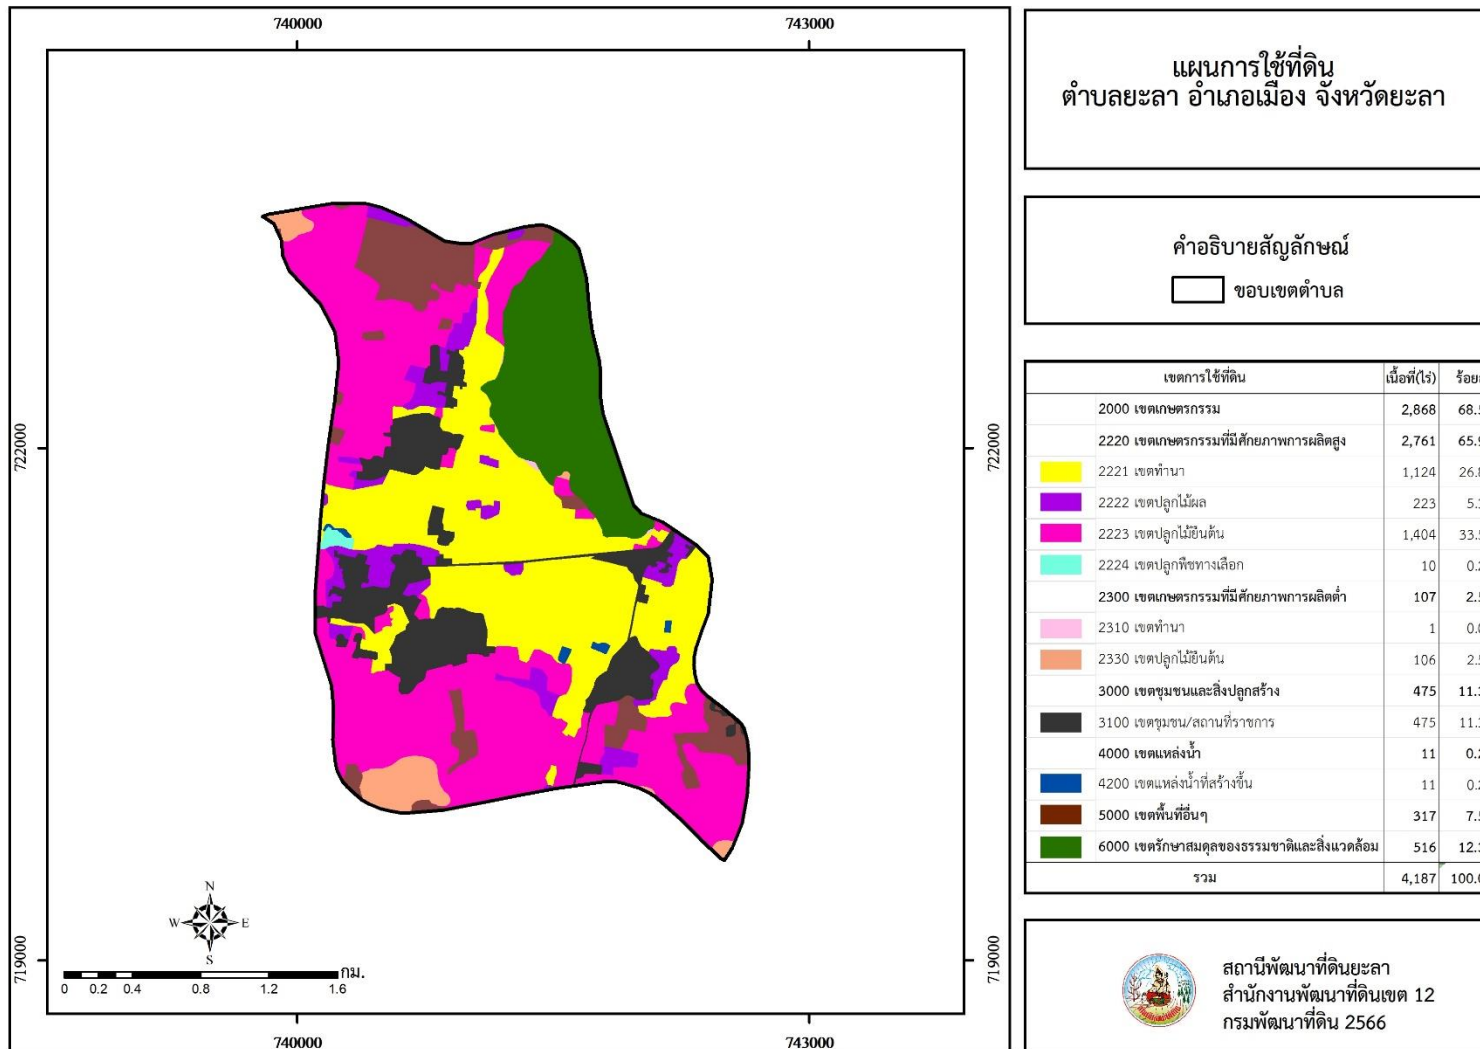 740000
743000
722000
722000
719000
719000
N
W
E
S
กม.
0 0.2 0.4 0.8 1.2 1.6
740000
743000
แผนการใช้ที่ดิน
ตำบลยะลา อำเภอเมือง จังหวัดยะลา
คำอธิบายสัญลักษณ์
ขอบเขตตำบล
เขตการใช้ที่ดิน เนื้อที่(ไร่)
2000 เขตเกษตรกรรม 2,868 68.
2220 เขตเกษตรกรรมที่มีศักยภาพการผลิตสูง 2,761 65.
2221 เขตทำนา 1,124 26.
2222 เขตปลูกไม้ผล 223 5.
2223 เขตปลูกไม้ยืนต้น 1,404 33.
2224 เขตปลูกพืชทางเลือก 10 0.
2300 เขตเกษตรกรรมที่มีศักยภาพการผลิตต่ำ 107 2.
2310 เขตทำนา 1 0.
2330 เขตปลูกไม้ยืนต้น 106 2.
3000 เขตชุมชนและสิ่งปลูกสร้าง 475 11.
3100 เขตชุมชน/สถานที่ราชการ 475 11.
4000 เขตแหล่งน้ำ 11 0.
4200 เขตแหล่งน้ำที่สร้างขึ้น 11 0.
5000 เขตพื้นที่อื่นๆ 317 7.
6000 เขตรักษาสมดุลของธรรมชาติและสิ่งแวดล้อม 516 12.
รวม 4,187 100.
สถานีพัฒนาที่ดินยะลา
สำนักงานพัฒนาที่ดินเขต 12
กรมพัฒนาที่ดิน 2566